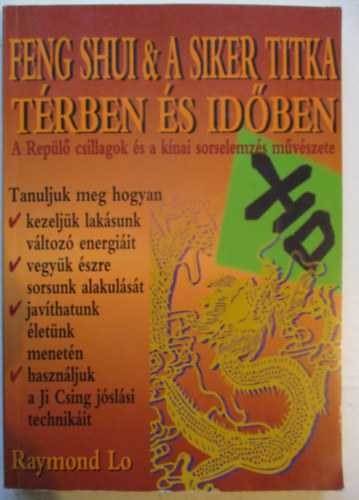 FENG SHUI & A SIKER TITKA
TÉRBEN ÉS IDŐBEN
A Repülő csillagok és a kínai sorselemzés művészete
Tanuljuk meg hogyan
✓ kezeljük lakásunk
változó energiáit
✓ vegyük észre
sorsunk alakulását
✓ javíthatunk
életünk
menetén
✓ használjuk
a Ji Csing jóslási
technikáit
Raymond Lo